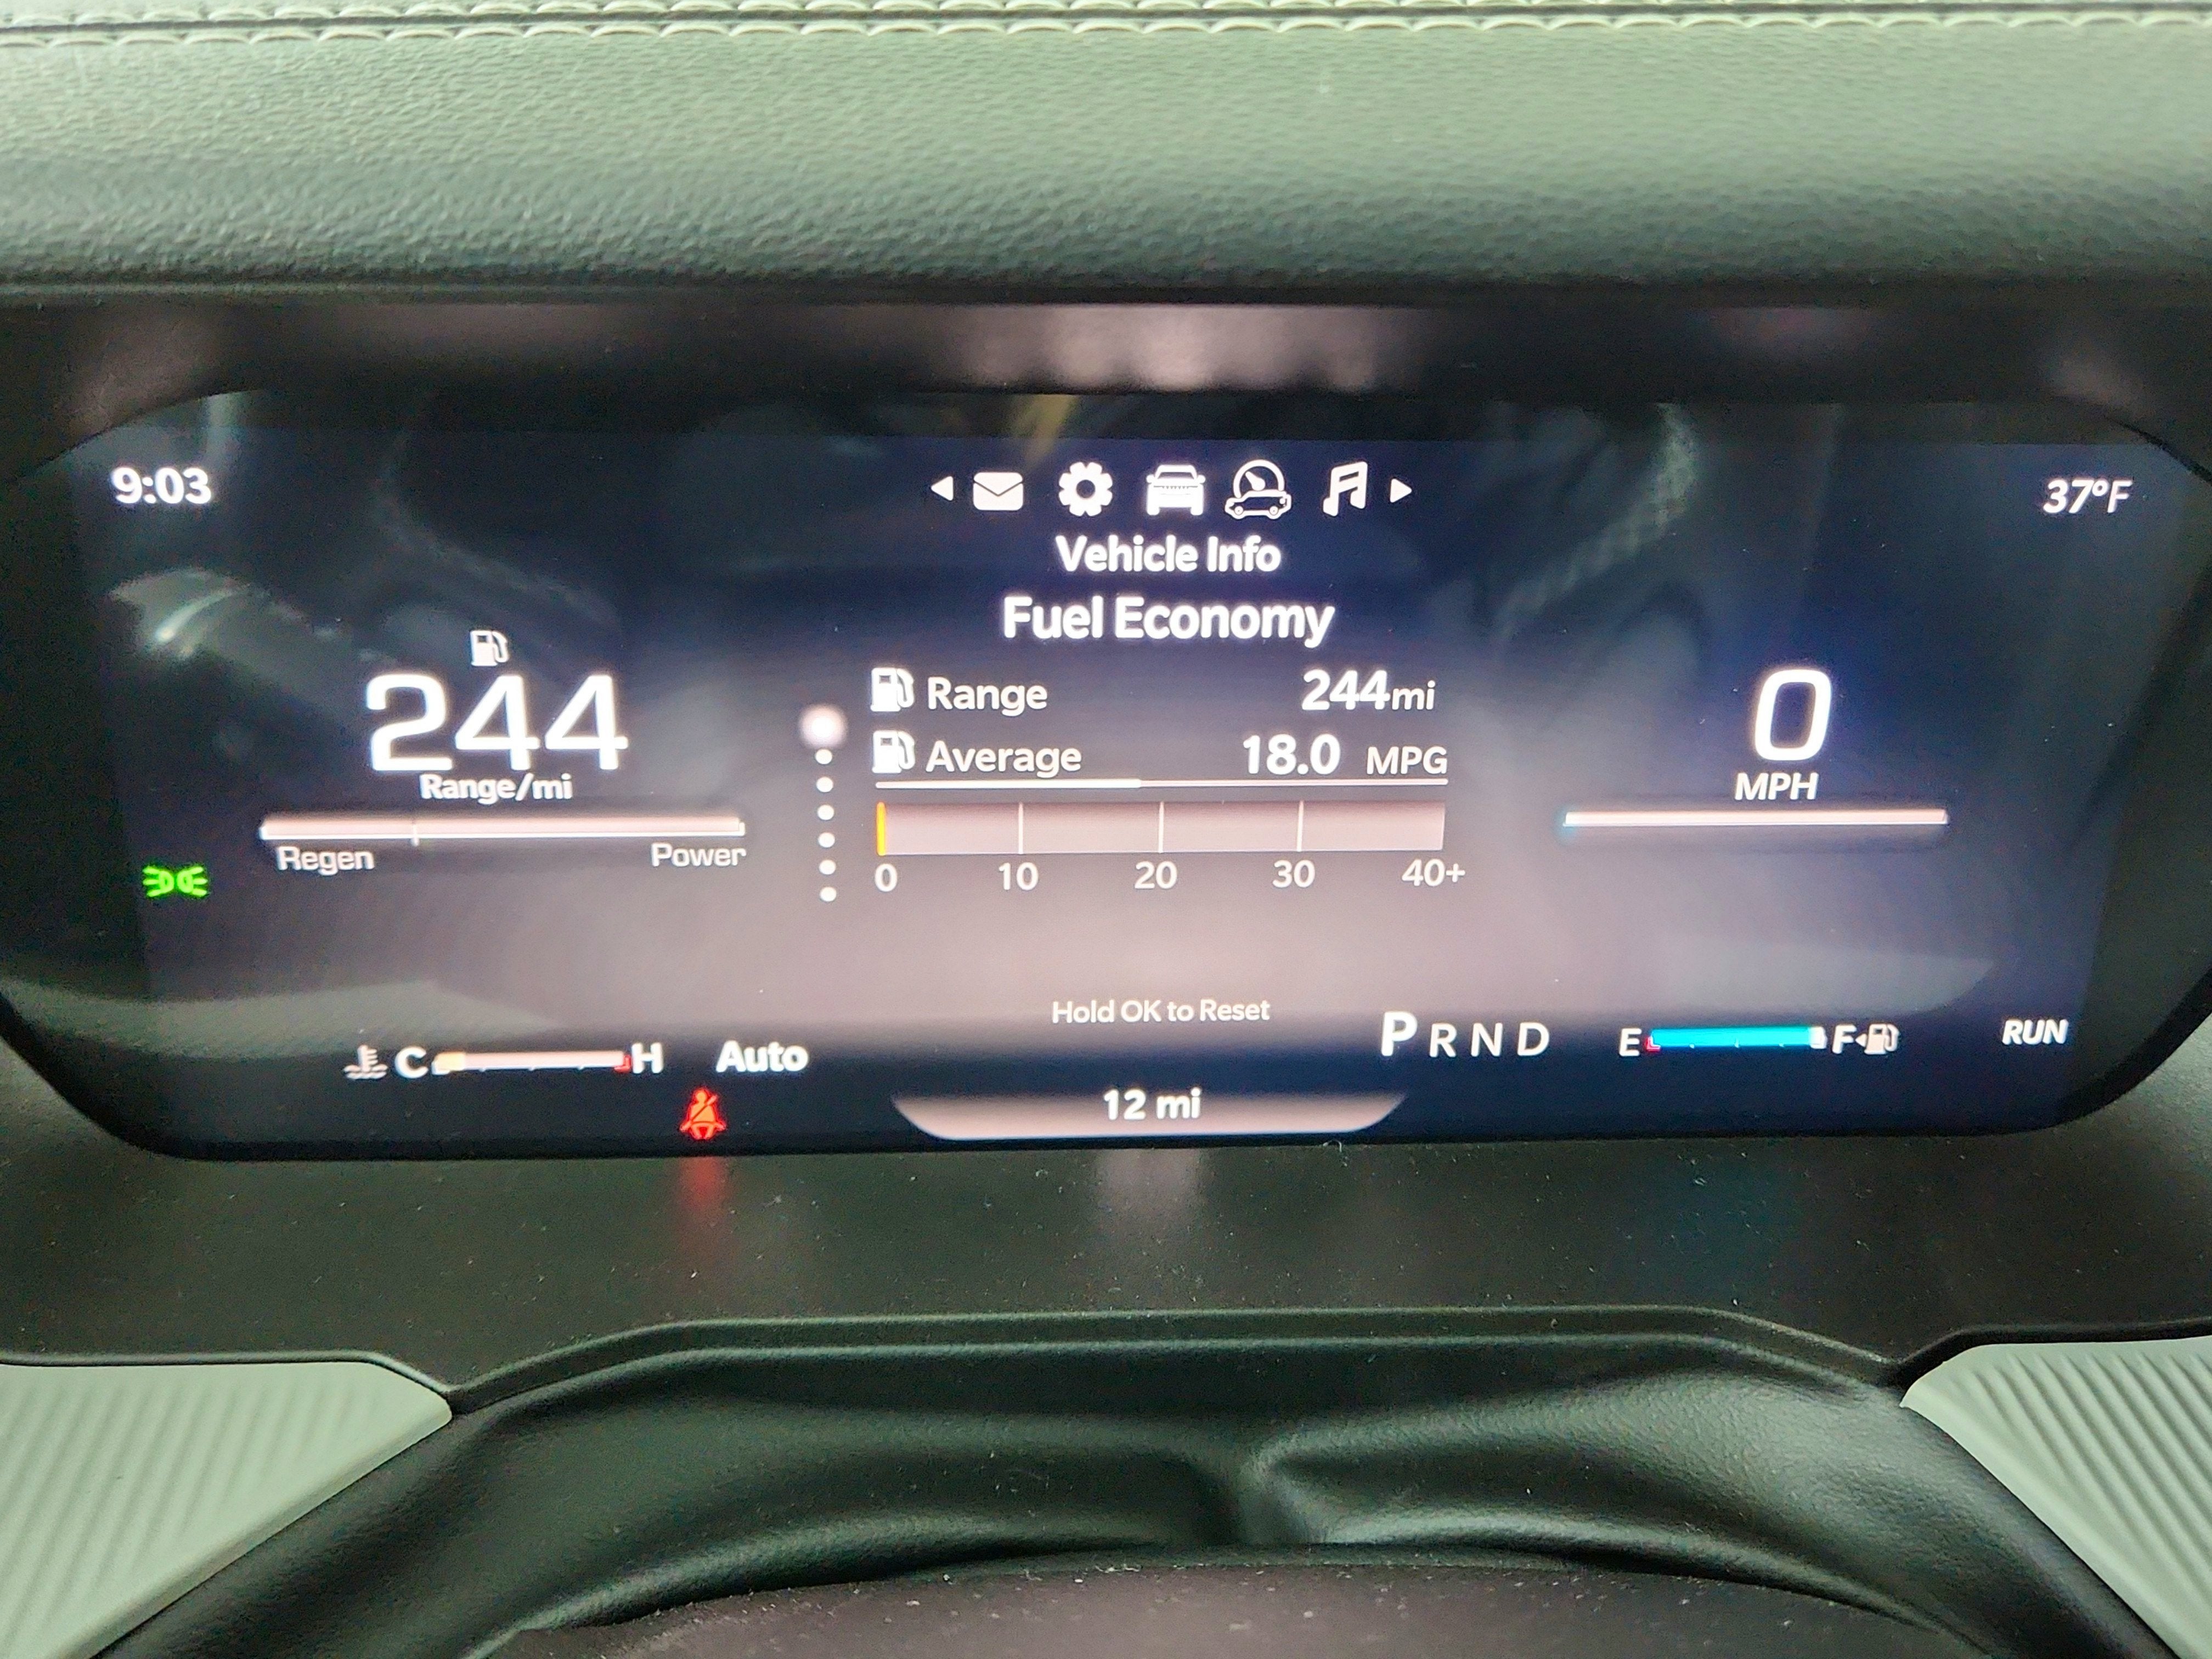 9:03
37°F
Vehicle Info
Fuel Economy
244
Range/mi
Regen Power
Range 244mi
Average 18.0 MPG
0 10 20 30 40+
0
MPH
Hold OK to Reset
C H Auto
P R N D
E F
RUN
12 mi